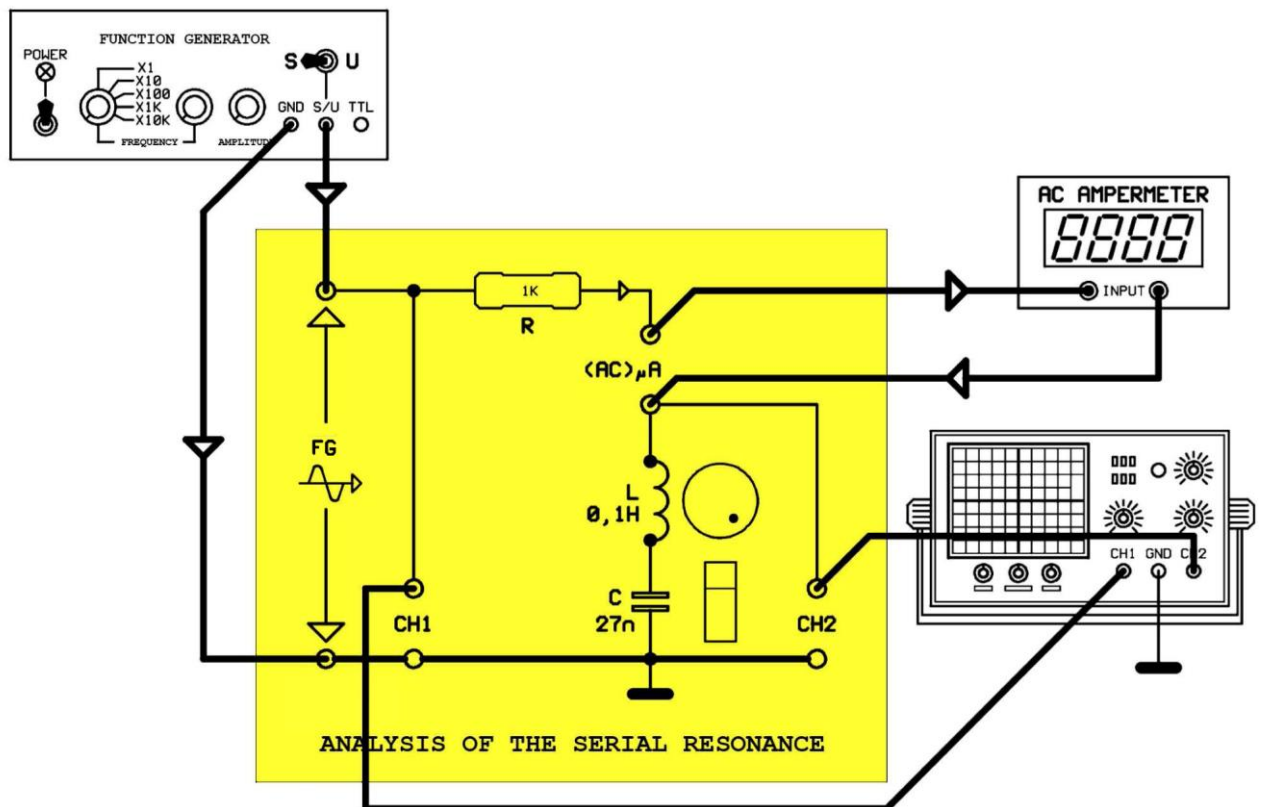 FUNCTION GENERATOR
POWER
S U
X1
X10
X100
X1K
X10K
GND S/U TTL
FREQUENCY
AMPLITUD
AC AMPERMETER
8888
INPUT
1K
R
(AC)µA
FG
L
0,1H
C
27n
CH1
CH2
CH1 GND CH2
ANALYSIS OF THE SERIAL RESONANCE